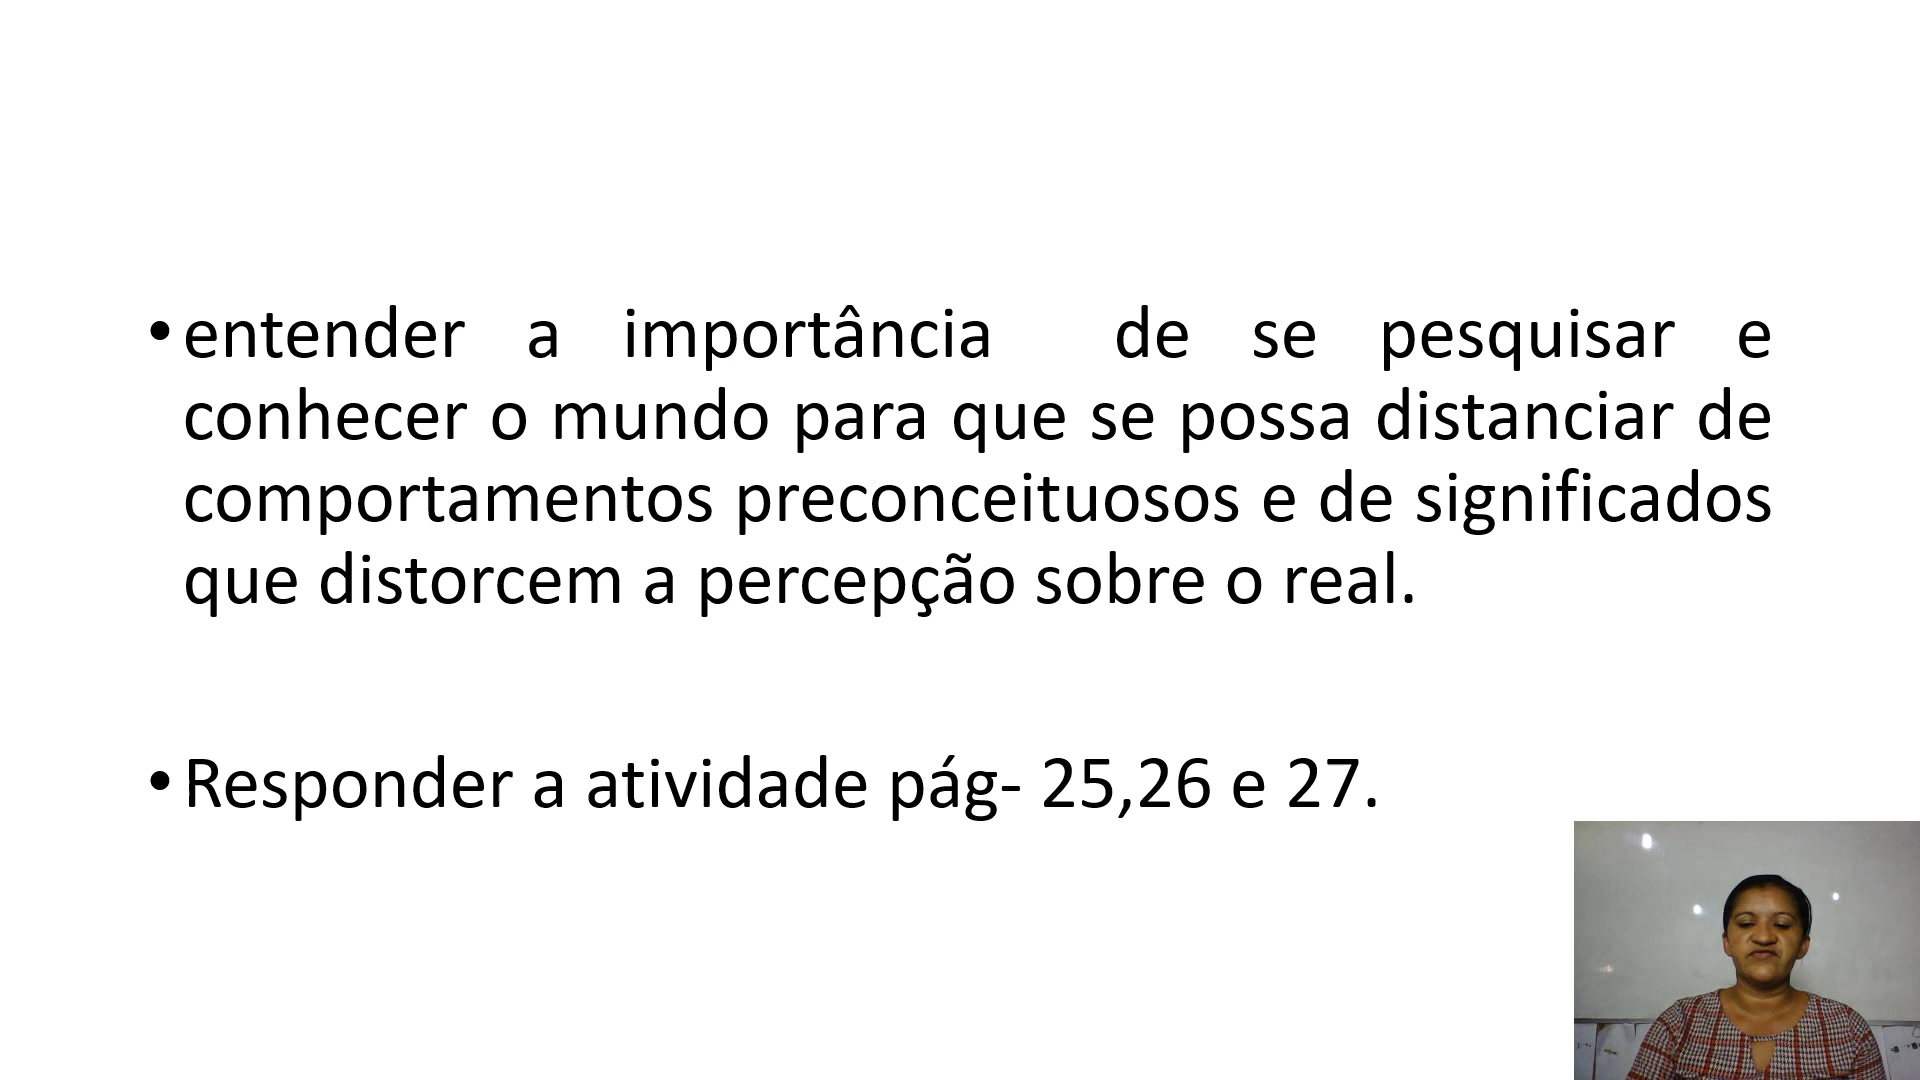 • entender a importância de se pesquisar e
conhecer o mundo para que se possa distanciar de
comportamentos preconceituosos e de significados
que distorcem a percepção sobre o real.
• Responder a atividade pág- 25,26 e 27.